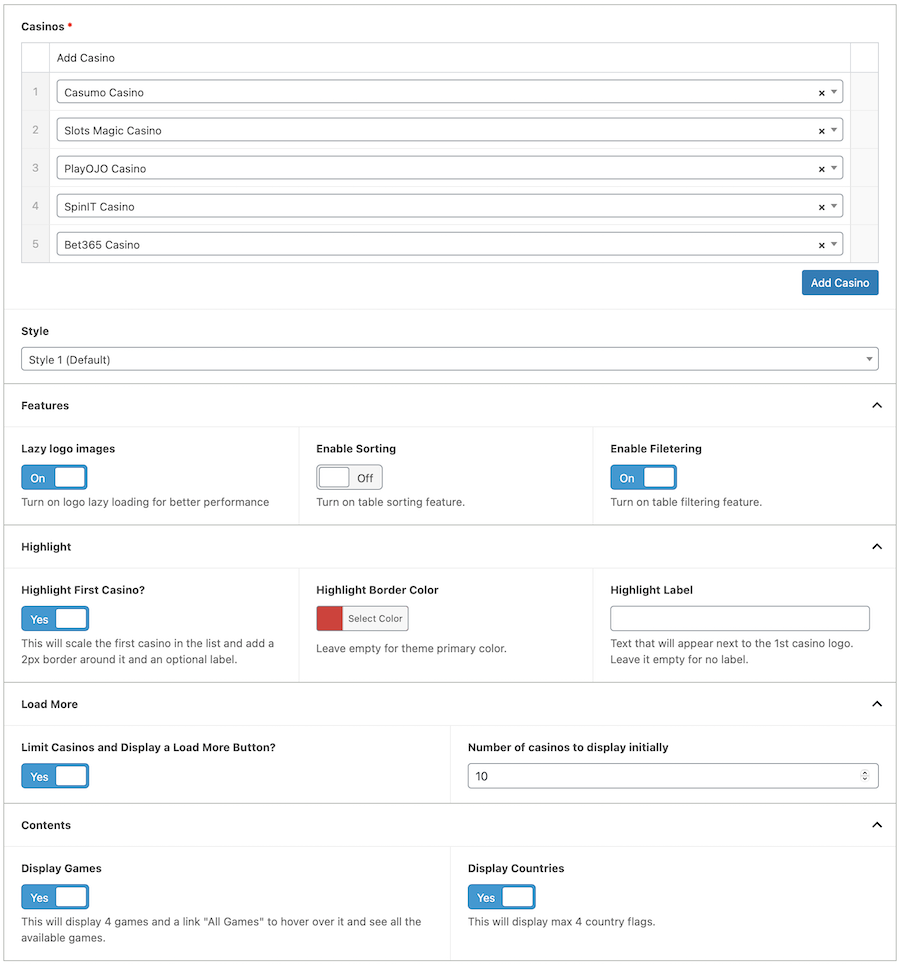 Casinos *
Add Casino
1 Casumo Casino × 
2 Slots Magic Casino ×
3 PlayOJO Casino ×
4 SpinIT Casino ×
5 Bet365 Casino ×
Add Casino
Style
Style 1 (Default)
Features
Lazy logo images Enable Sorting Enable Filetering
On Off On
Turn on logo lazy loading for better performance Turn on table sorting feature. Turn on table filtering feature.
Highlight
Highlight First Casino? Highlight Border Color Highlight Label
Yes Select Color
This will scale the first casino in the list and add a
2px border around it and an optional label.
Leave empty for theme primary color.
Text that will appear next to the 1st casino logo.
Leave it empty for no label.
Load More
Limit Casinos and Display a Load More Button? Number of casinos to display initially
Yes 10
Contents
Display Games Display Countries
Yes Yes
This will display 4 games and a link "All Games" to hover over it and see all the
available games.
This will display max 4 country flags.